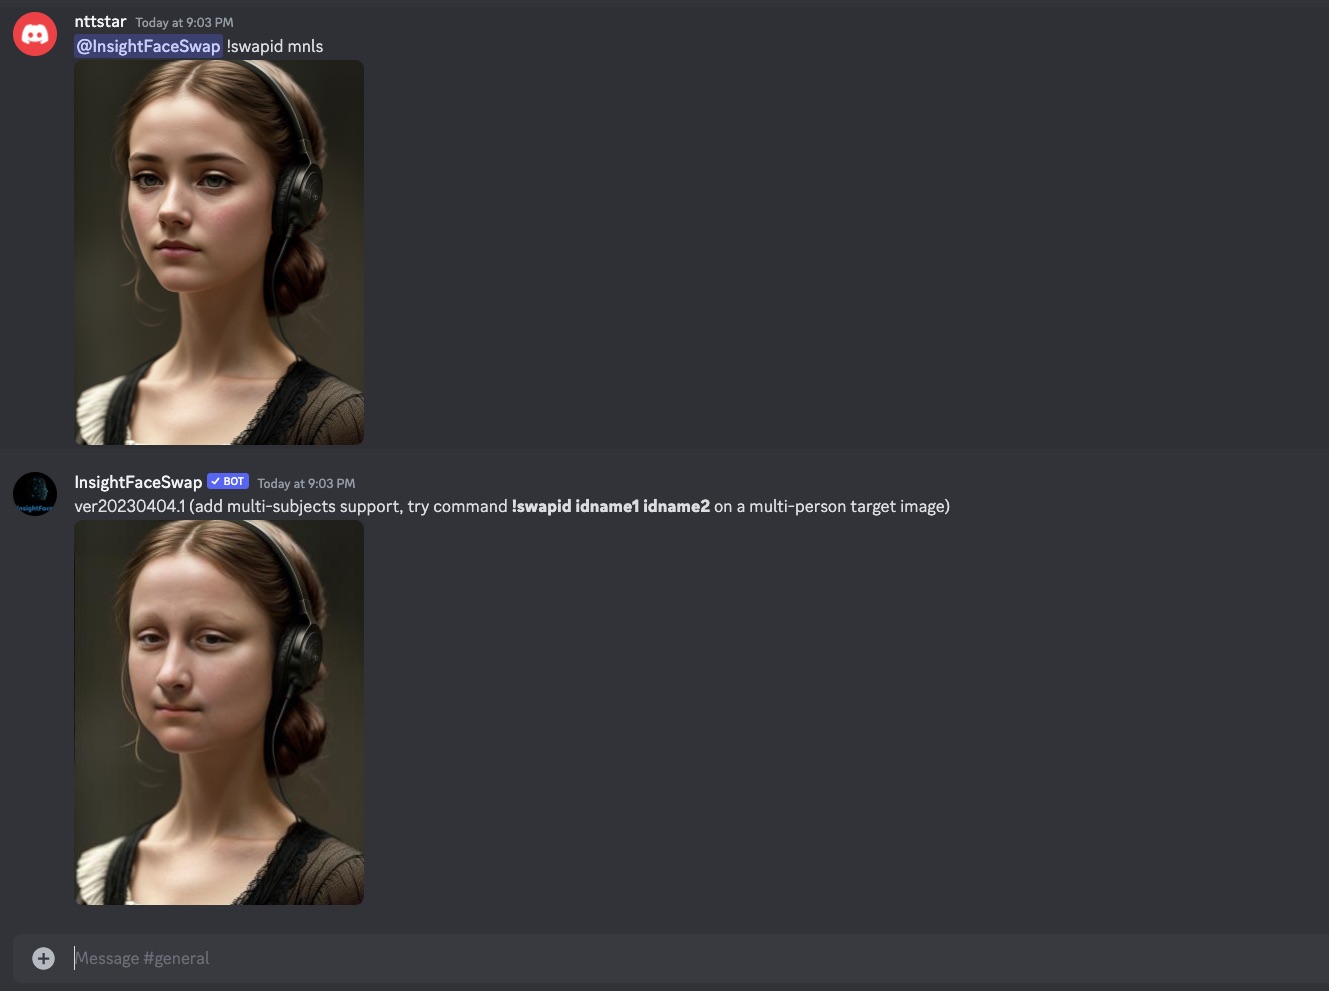 nttstar Today at 9:03 PM
@InsightFaceSwap !swapid mnls
InsightFaceSwap BOT Today at 9:03 PM
ver20230404.1 (add multi-subjects support, try command !swapid idname1 idname2 on a multi-person target image)
InsightFace
Message #general